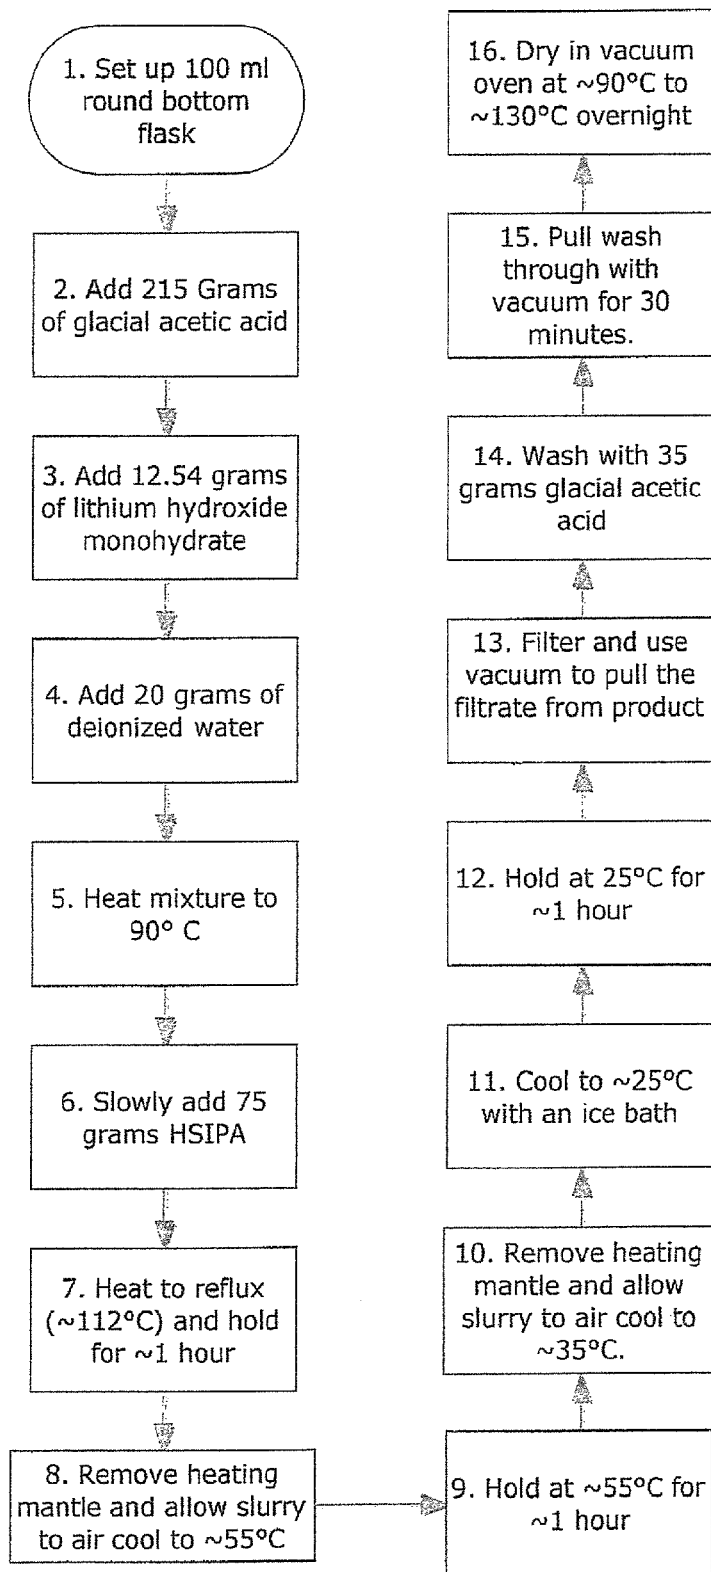 1. Set up 100 ml
round bottom
flask
2. Add 215 Grams
of glacial acetic acid
3. Add 12.54 grams
of lithium hydroxide
monohydrate
4. Add 20 grams of
deionized water
5. Heat mixture to
90° C
6. Slowly add 75
grams HSIPA
7. Heat to reflux
(~112°C) and hold
for ~1 hour
8. Remove heating
mantle and allow slurry
to air cool to ~55°C
9. Hold at ~55°C for
~1 hour
10. Remove heating
mantle and allow
slurry to air cool to
~35°C.
11. Cool to ~25°C
with an ice bath
12. Hold at 25°C for
~1 hour
13. Filter and use
vacuum to pull the
filtrate from product
14. Wash with 35
grams glacial acetic
acid
15. Pull wash
through with
vacuum for 30
minutes.
16. Dry in vacuum
oven at ~90°C to
~130°C overnight